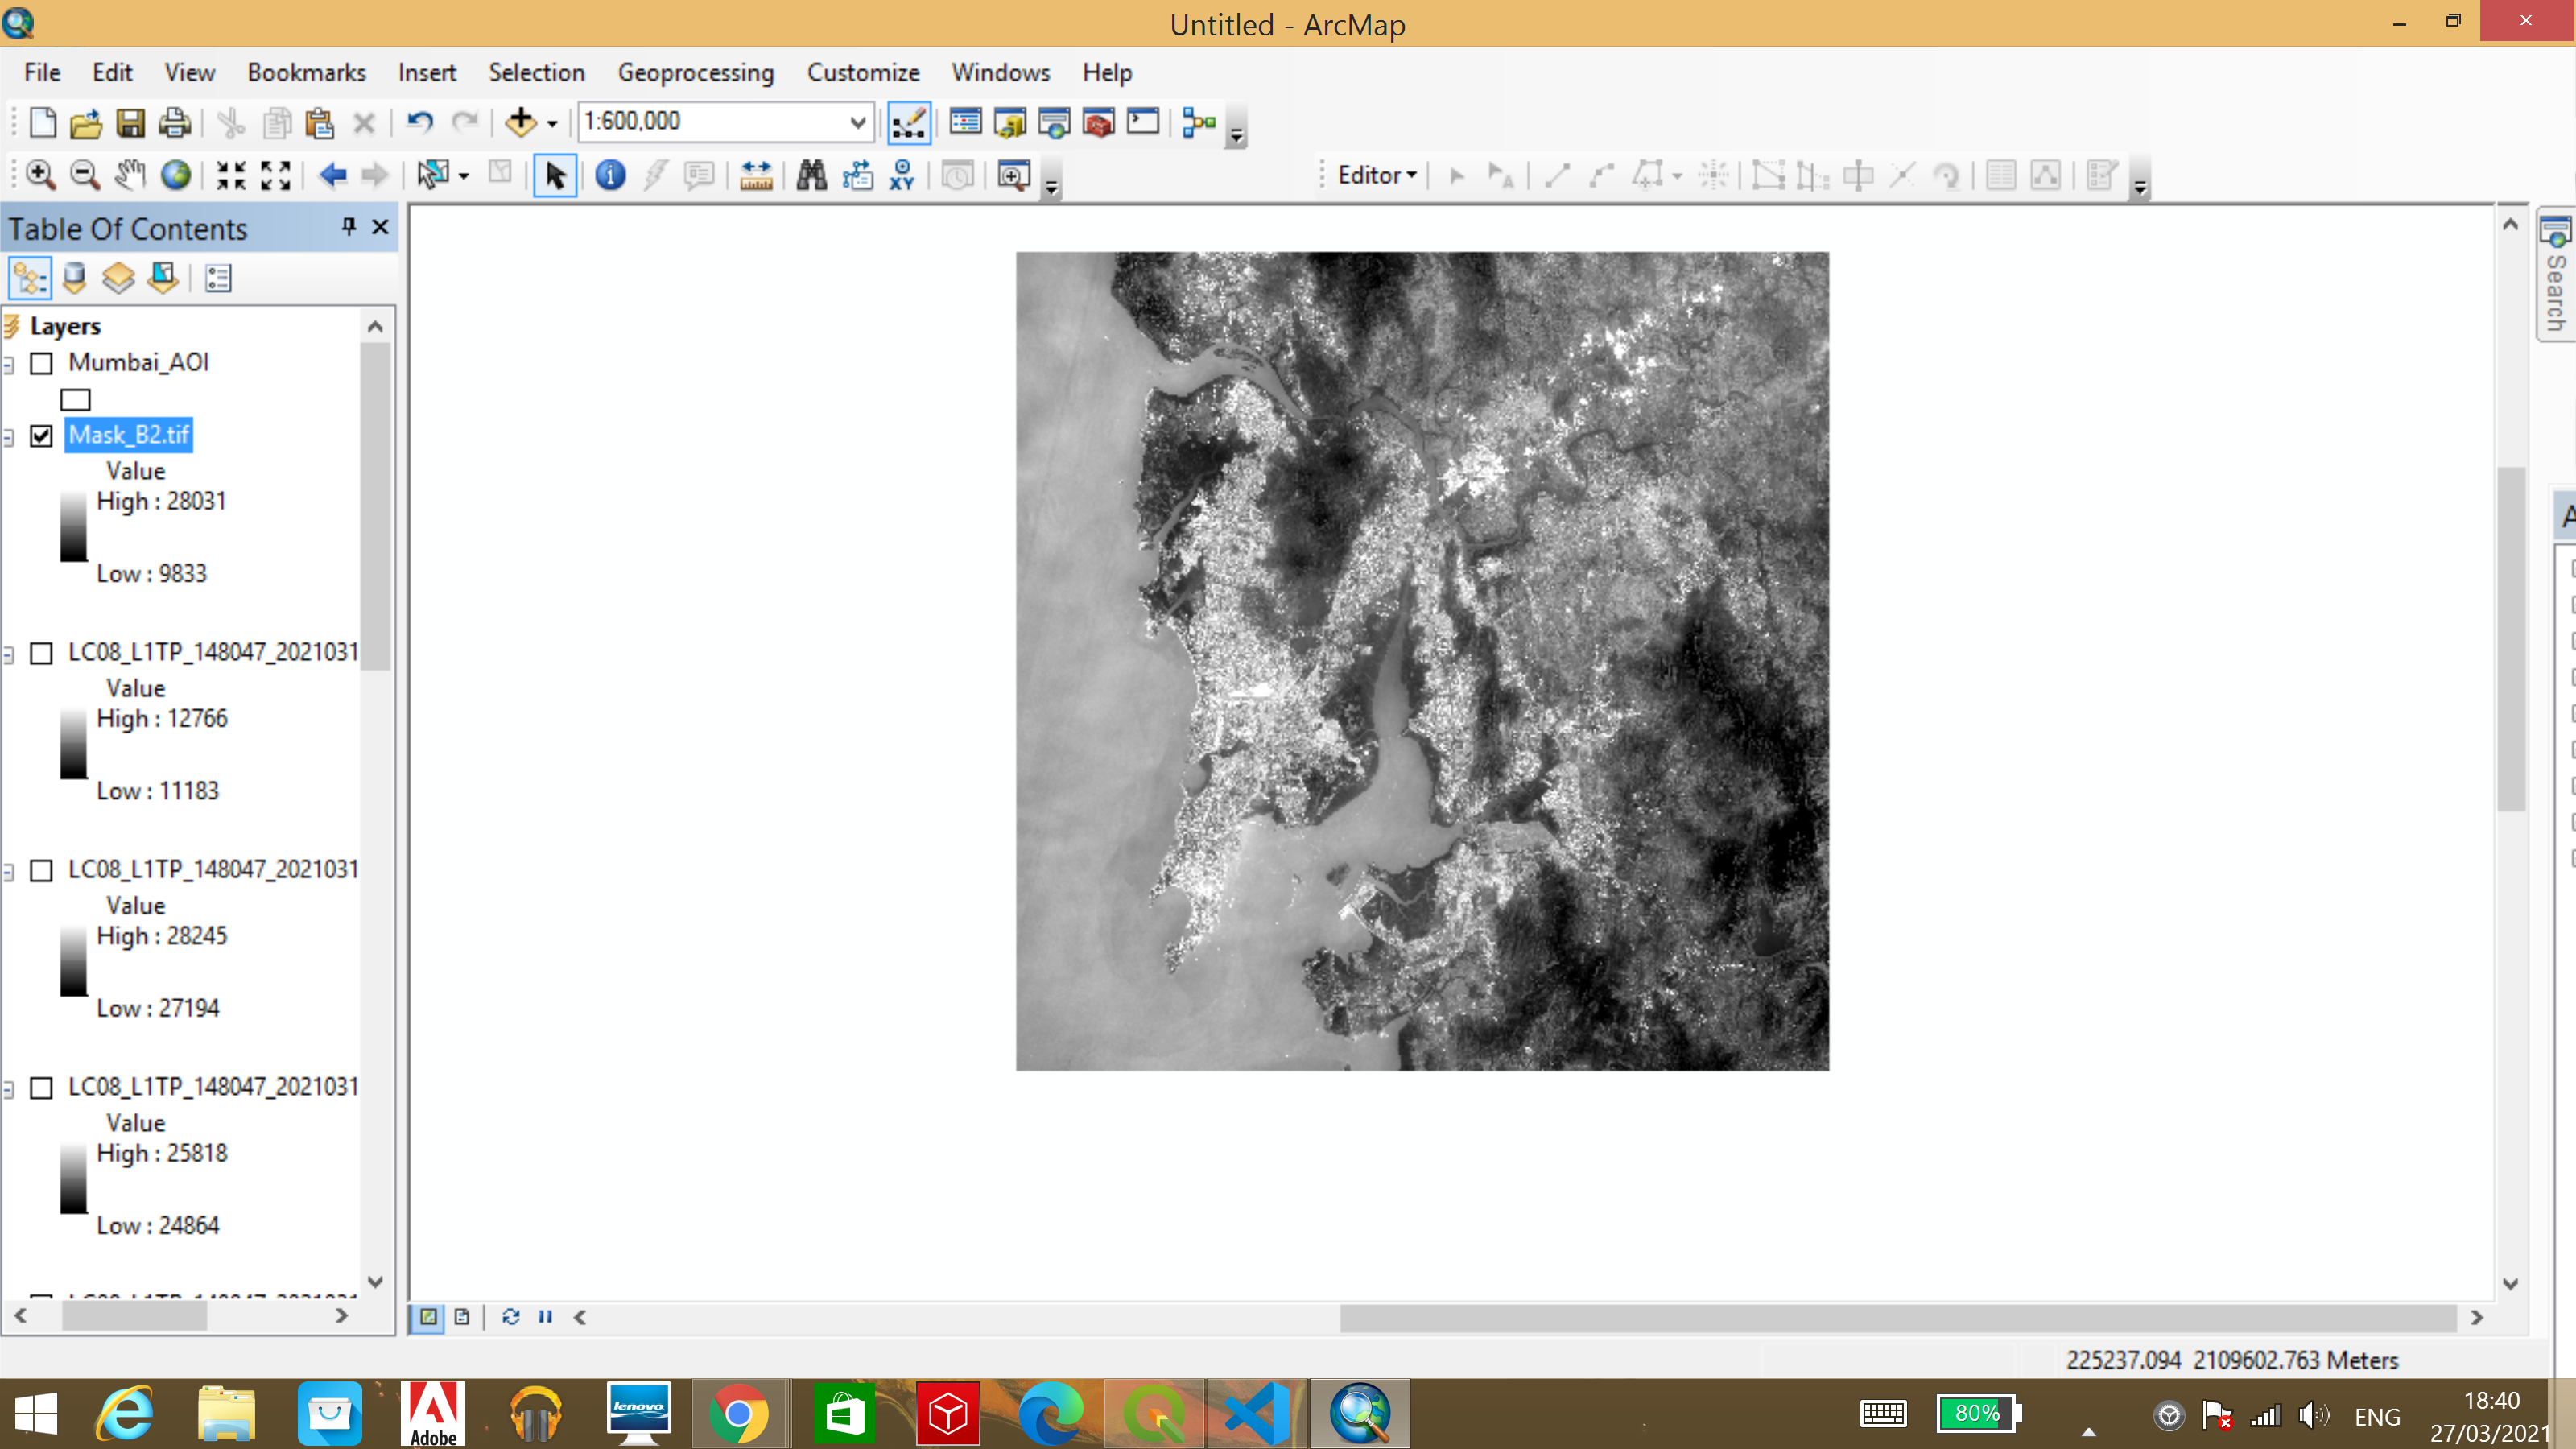 Untitled - ArcMap
File Edit View Bookmarks Insert Selection Geoprocessing Customize Windows Help
1:600,000
XY
Editor
Table Of Contents
Search
Layers
Mumbai_AOI
Mask_B2.tif
Value
High : 28031
Low : 9833
LC08_L1TP_148047_2021031
Value
High : 12766
Low : 11183
LC08_L1TP_148047_2021031
Value
High : 28245
Low : 27194
LC08_L1TP_148047_2021031
Value
High : 25818
Low : 24864
225237.094 2109602.763 Meters
Adobe
lenovo
80%
ENG
18:40
27/03/2021